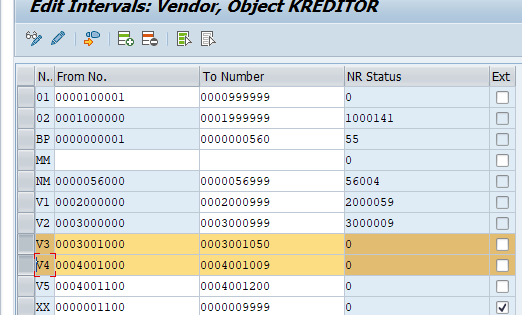 Edit Intervals: Vendor, Object KREDITOR
N.. From No. To Number NR Status Ext
01 0000100001 0000999999 0
02 0001000000 0001999999 1000141
BP 0000000001 0000000560 55
MM 0
NM 0000056000 0000056999 56004
V1 0002000000 0002000999 2000059
V2 0003000000 0003000999 3000009
V3 0003001000 0003001050 0
V4 0004001000 0004001009 0
V5 0004001100 0004001200 0
XX 0000001100 0000009999 0